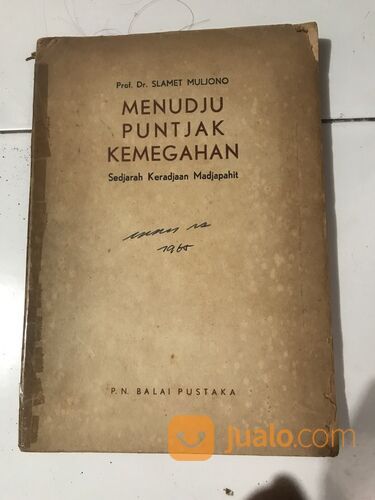 Prof. Dr. SLAMET MULJONO
MENUDJU
PUNTJAK
KEMEGAHAN
Sedjarah Keradjaan Madjapahit
1965
P.N. BALAI PUSTAKA
jualo.com